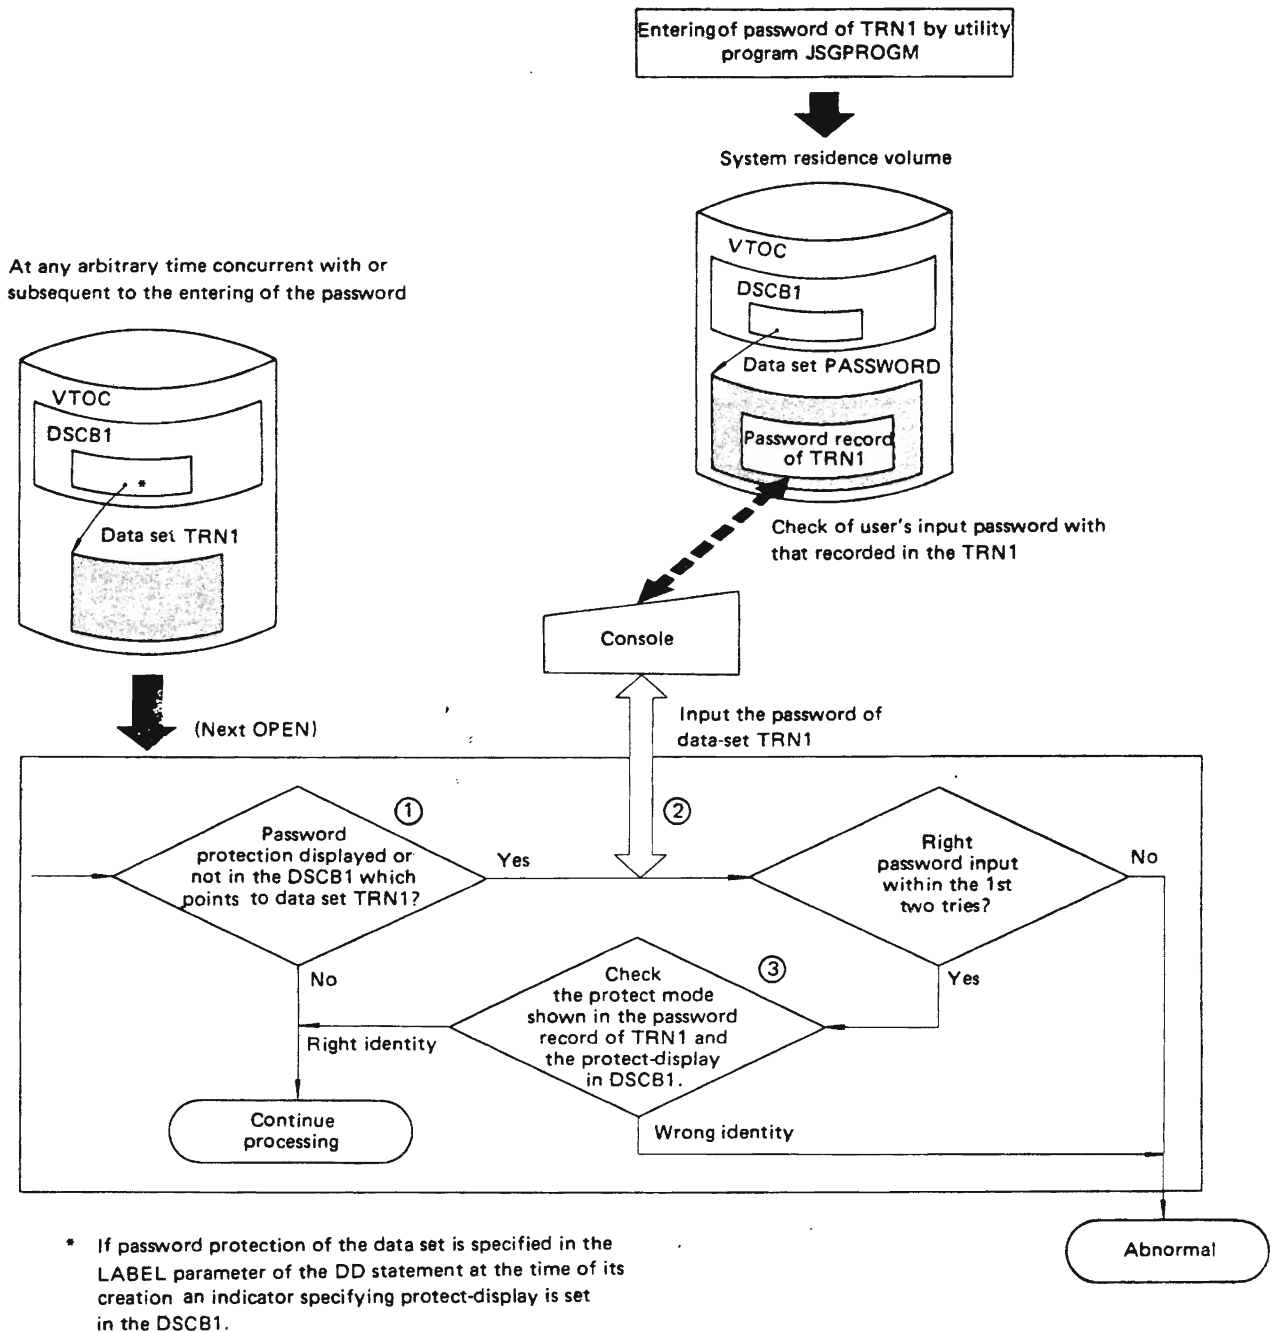 Entering of password of TRN1 by utility
program JSGPROGM
System residence volume
VTOC
DSCB1
Data set PASSWORD
Password record
of TRN1
At any arbitrary time concurrent with or
subsequent to the entering of the password
VTOC
DSCB1
*
Data set TRN1
Check of user's input password with
that recorded in the TRN1
Console
(Next OPEN)
Input the password of
data-set TRN1
1
Password
protection displayed or
not in the DSCB1 which
points to data set TRN1?
Yes
2
Right
password input
within the 1st
two tries?
No
No
Yes
3
Check
the protect mode
shown in the password
record of TRN1 and
the protect-display
in DSCB1.
Right identity
Continue
processing
Wrong identity
Abnormal
* If password protection of the data set is specified in the
LABEL parameter of the DD statement at the time of its
creation an indicator specifying protect-display is set
in the DSCB1.